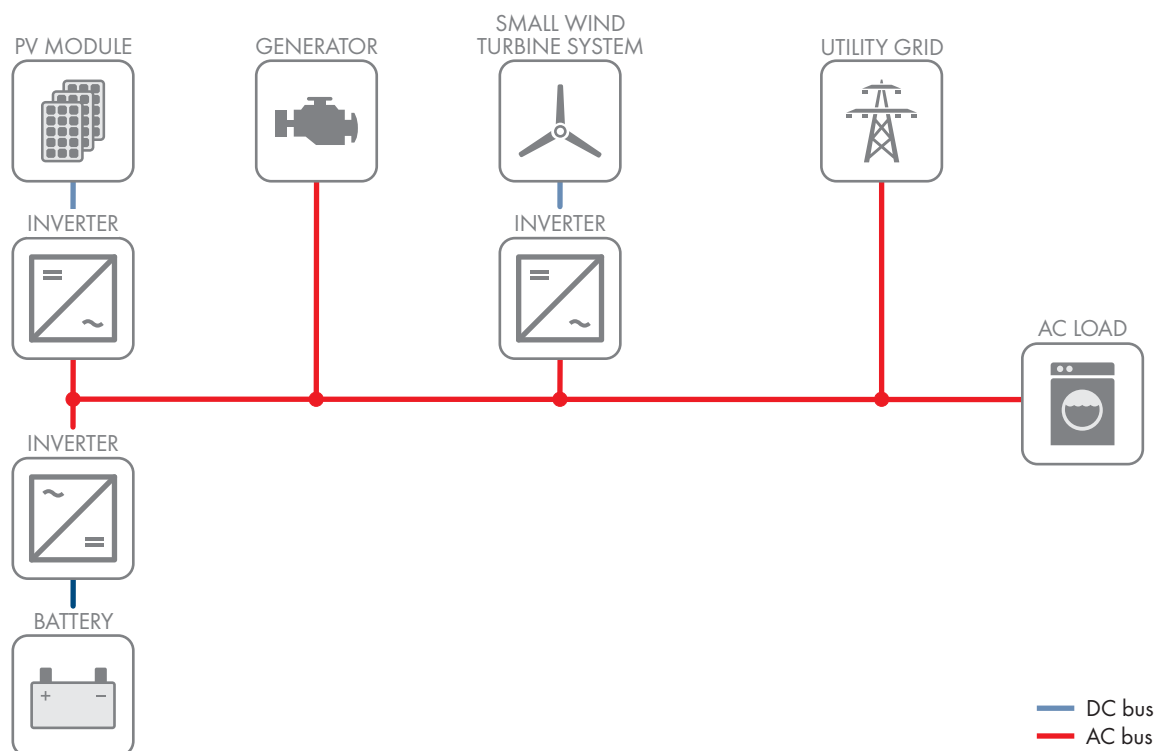 SMALL WIND
PV MODULE GENERATOR TURBINE SYSTEM UTILITY GRID
INVERTER INVERTER
AC LOAD
INVERTER
BATTERY
+ −
DC bus
AC bus